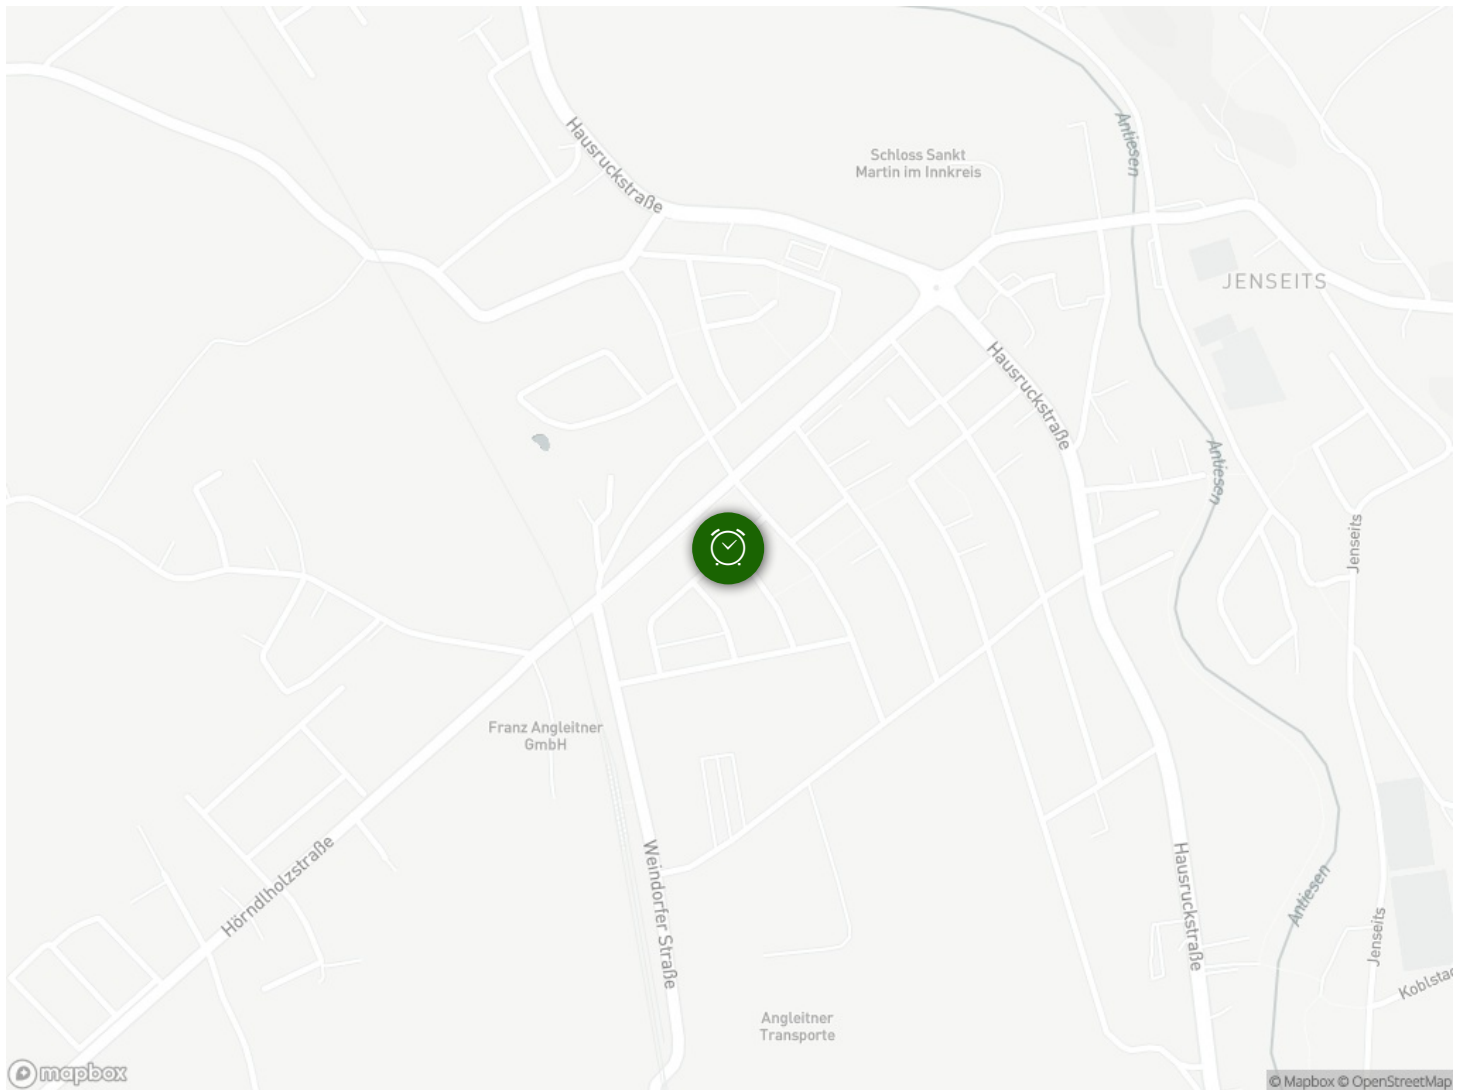 Hausruckstraße
Antiesen
Schloss Sankt
Martin im Innkreis
JENSEITS
Hausruckstraße
Antiesen
Jenseits
Franz Angleitner
GmbH
Hörndlholzstraße
Weindorfer Straße
Hausruckstraße
Antiesen
Jenseits
Koblstad
Angleitner
Transporte
mapbox
© Mapbox © OpenStreetMap